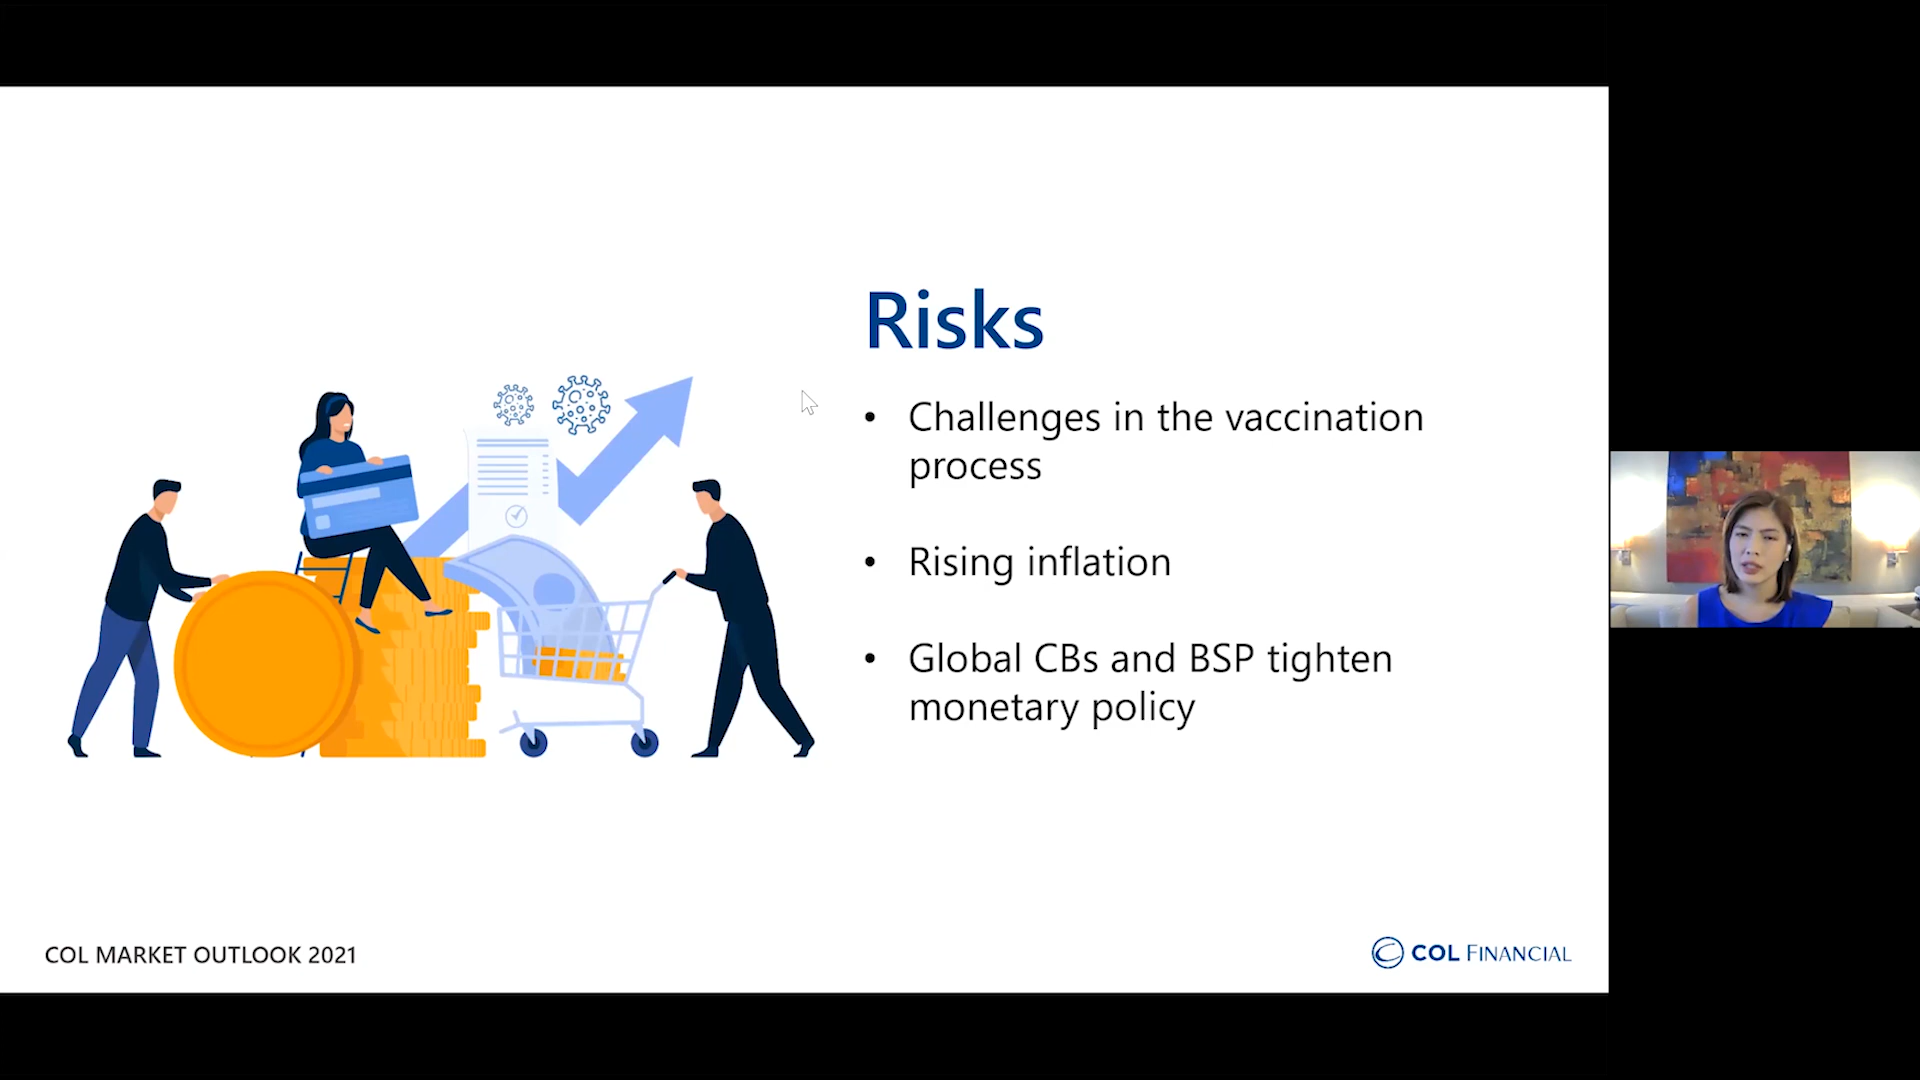 Risks
• Challenges in the vaccination
process
• Rising inflation
• Global CBs and BSP tighten
monetary policy
COL MARKET OUTLOOK 2021
COL FINANCIAL